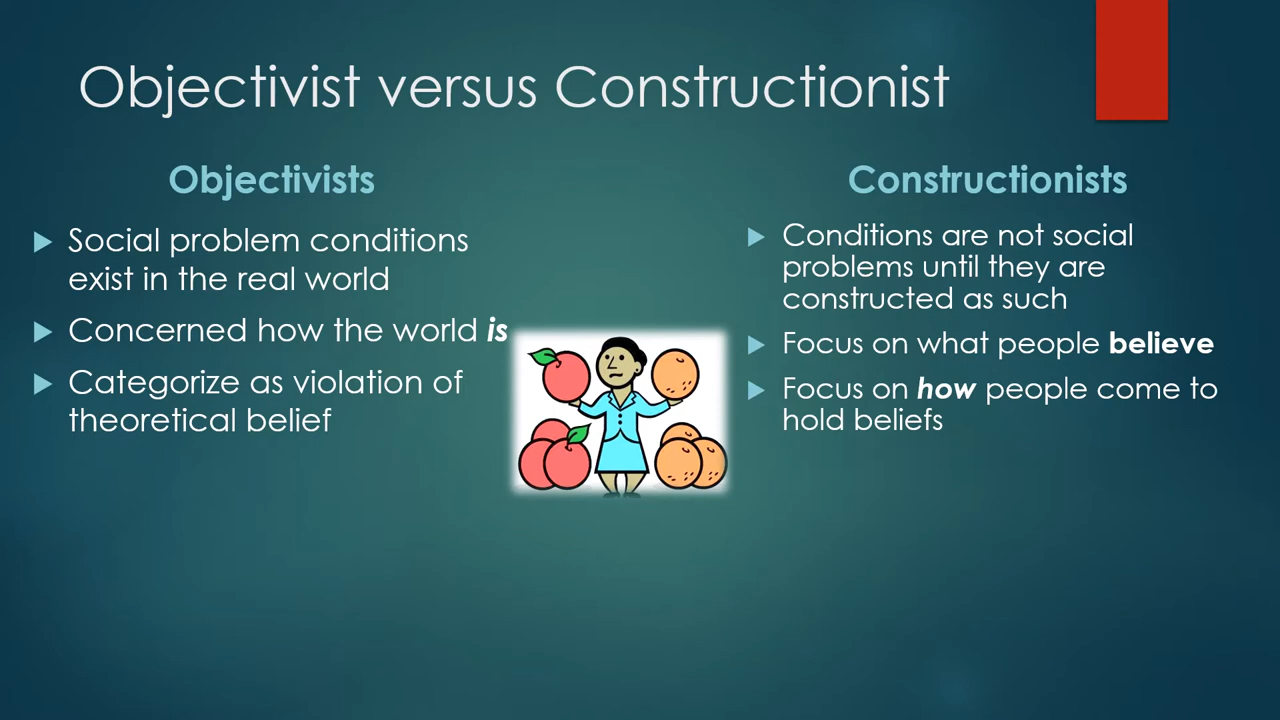 Objectivist versus Constructionist
Objectivists
Social problem conditions
exist in the real world
Concerned how the world is
Categorize as violation of
theoretical belief
Constructionists
Conditions are not social
problems until they are
constructed as such
Focus on what people believe
Focus on how people come to
hold beliefs